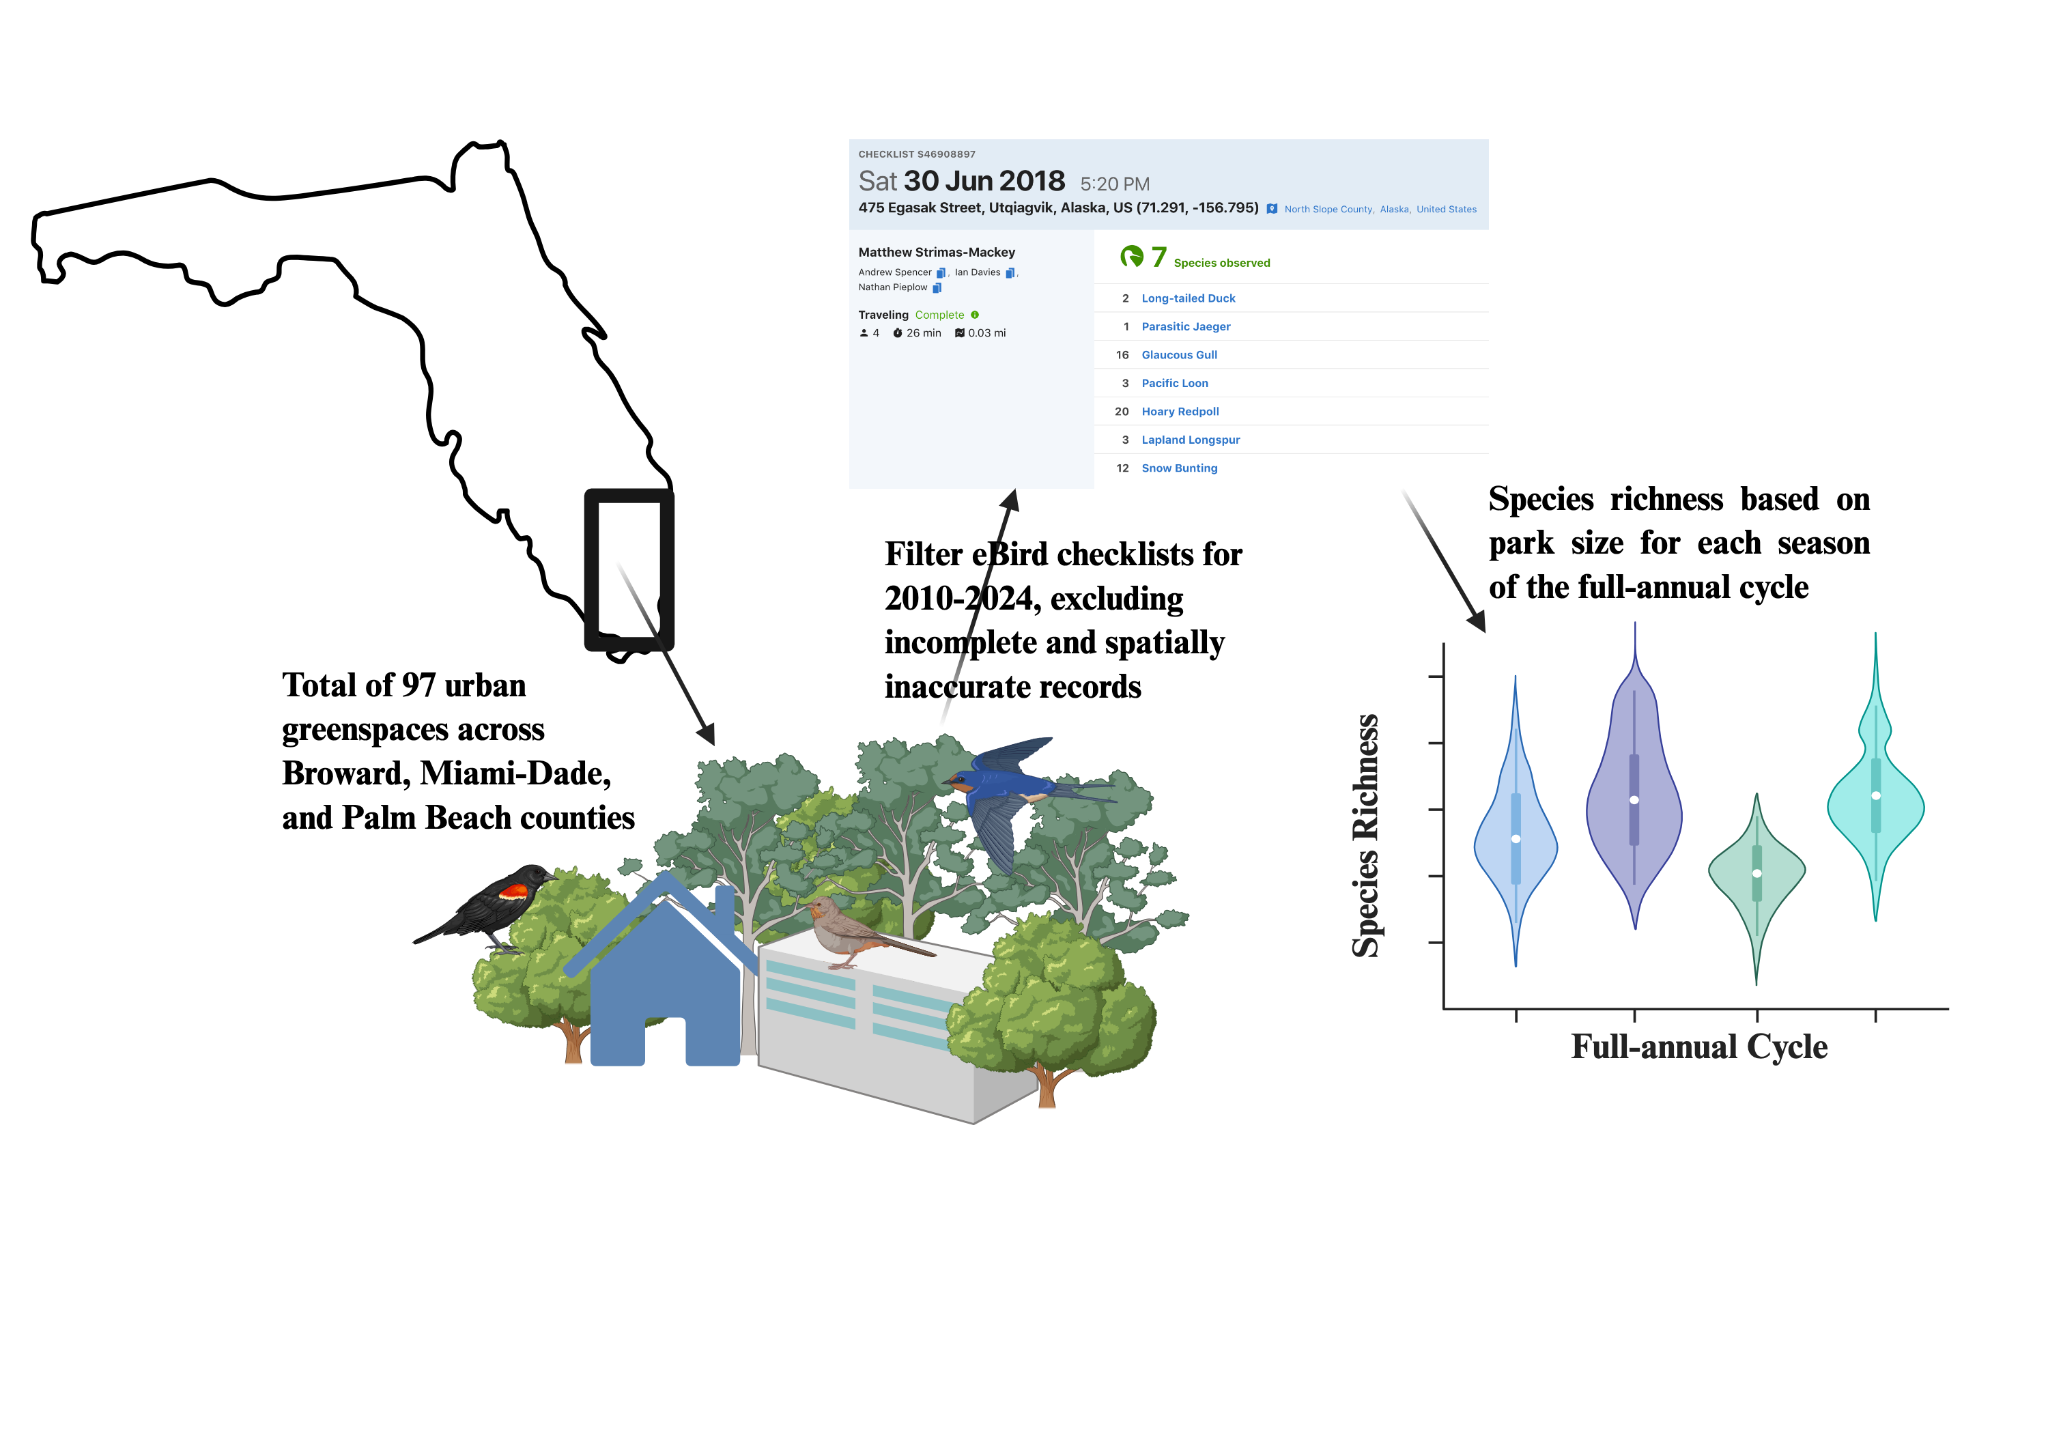 CHECKLIST S46908897
Sat 30 Jun 2018 5:20 PM
475 Egasak Street, Utqiagvik, Alaska, US (71.291, -156.795) North Slope County, Alaska, United States
Matthew Strimas-Mackey
Andrew Spencer, Ian Davies,
Nathan Pieplow
Traveling Complete
4 26 min 0.03 mi
7 Species observed
2 Long-tailed Duck
1 Parasitic Jaeger
16 Glaucous Gull
3 Pacific Loon
20 Hoary Redpoll
3 Lapland Longspur
12 Snow Bunting
Total of 97 urban
greenspaces across
Broward, Miami-Dade,
and Palm Beach counties
Filter eBird checklists for
2010-2024, excluding
incomplete and spatially
inaccurate records
Species richness based on
park size for each season
of the full-annual cycle
Species Richness
Full-annual Cycle